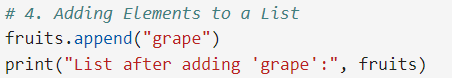 # 4. Adding Elements to a List
fruits.append("grape")
print("List after adding 'grape':", fruits)